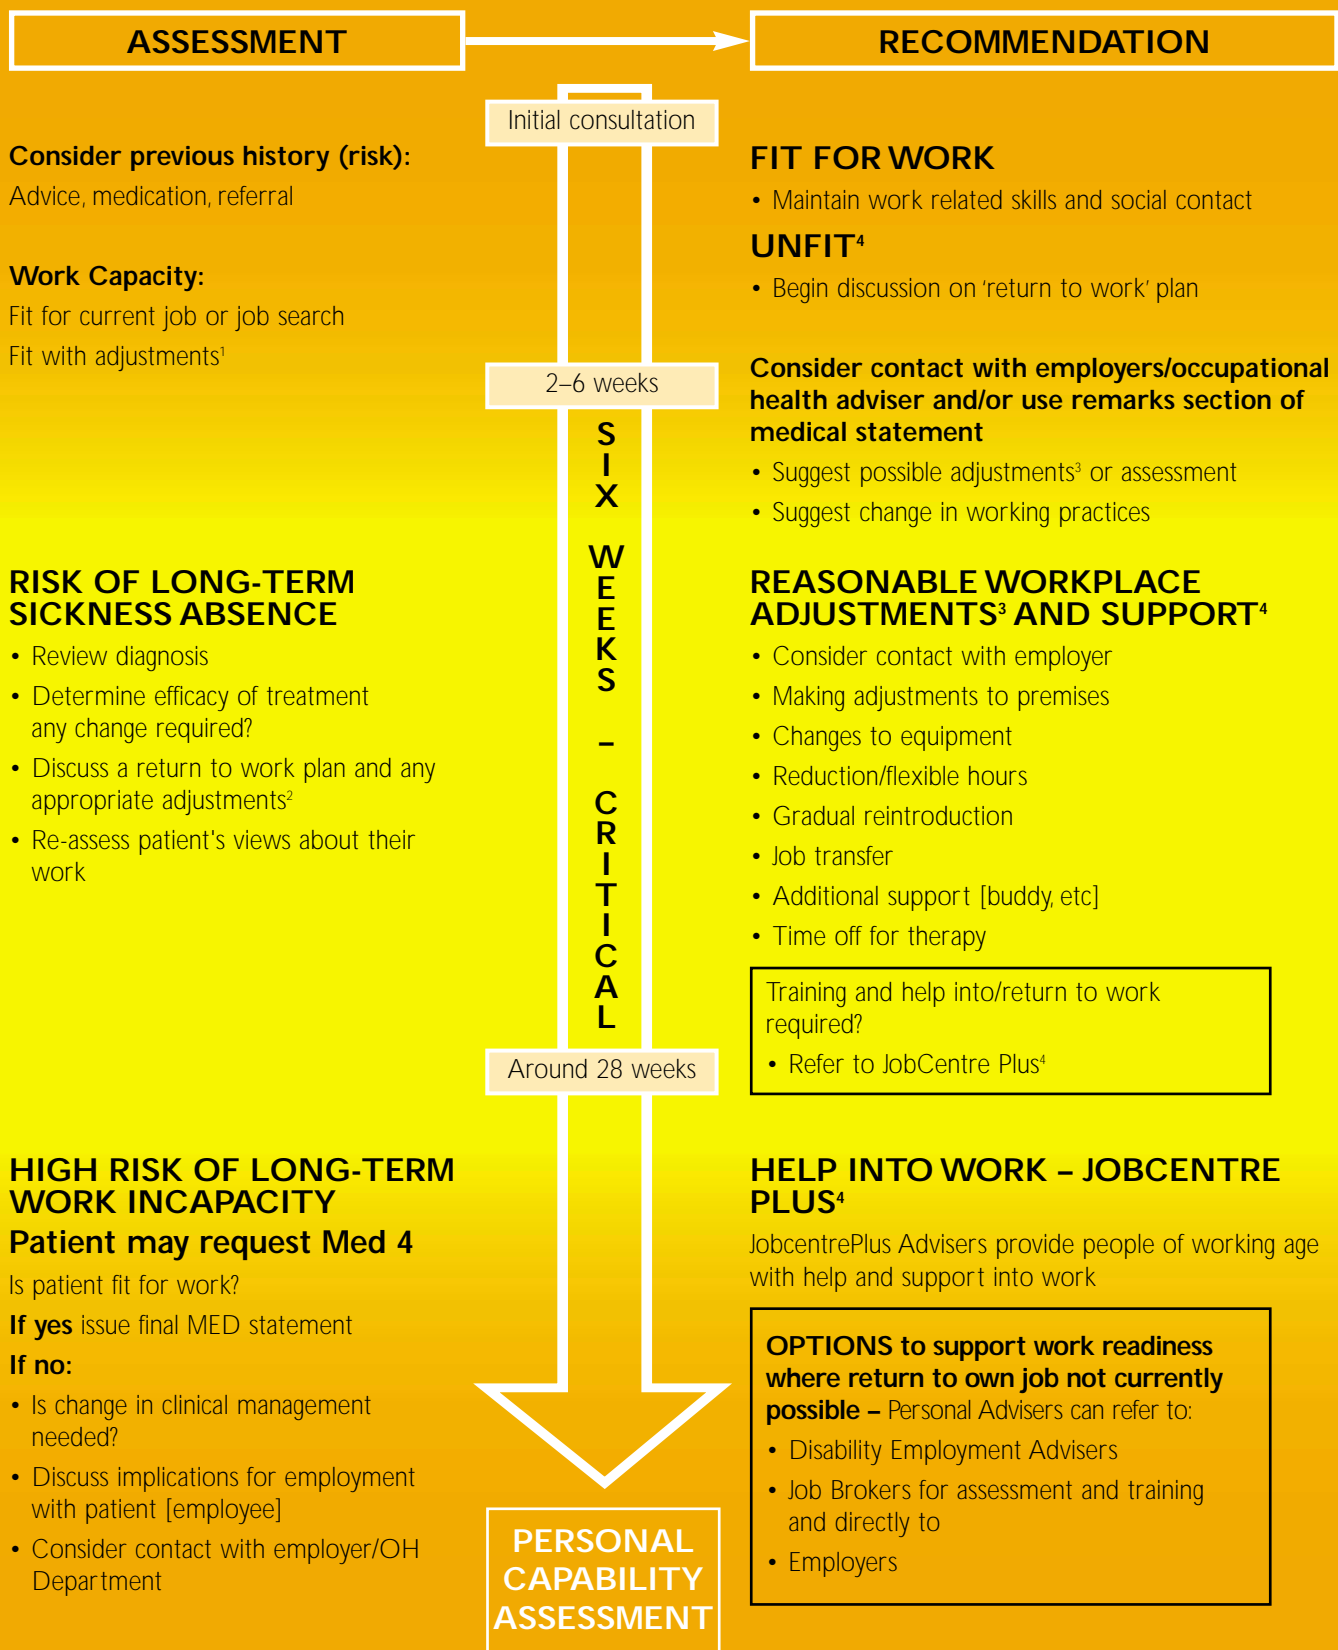 ASSESSMENT
RECOMMENDATION
Initial consultation
Consider previous history (risk):
Advice, medication, referral
Work Capacity:
Fit for current job or job search
Fit with adjustments¹
FIT FOR WORK
• Maintain work related skills and social contact
UNFIT⁴
• Begin discussion on 'return to work' plan
2–6 weeks
Consider contact with employers/occupational
health adviser and/or use remarks section of
medical statement
• Suggest possible adjustments³ or assessment
• Suggest change in working practices
SIX WEEKS – CRITICAL
RISK OF LONG-TERM
SICKNESS ABSENCE
• Review diagnosis
• Determine efficacy of treatment
any change required?
• Discuss a return to work plan and any
appropriate adjustments²
• Re-assess patient's views about their
work
REASONABLE WORKPLACE
ADJUSTMENTS³ AND SUPPORT⁴
• Consider contact with employer
• Making adjustments to premises
• Changes to equipment
• Reduction/flexible hours
• Gradual reintroduction
• Job transfer
• Additional support [buddy, etc]
• Time off for therapy
Training and help into/return to work
required?
• Refer to JobCentre Plus⁴
Around 28 weeks
HIGH RISK OF LONG-TERM
WORK INCAPACITY
Patient may request Med 4
Is patient fit for work?
If yes issue final MED statement
If no:
• Is change in clinical management
needed?
• Discuss implications for employment
with patient [employee]
• Consider contact with employer/OH
Department
HELP INTO WORK – JOBCENTRE
PLUS⁴
JobcentrePlus Advisers provide people of working age
with help and support into work
OPTIONS to support work readiness
where return to own job not currently
possible – Personal Advisers can refer to:
• Disability Employment Advisers
• Job Brokers for assessment and training
and directly to
• Employers
PERSONAL
CAPABILITY
ASSESSMENT